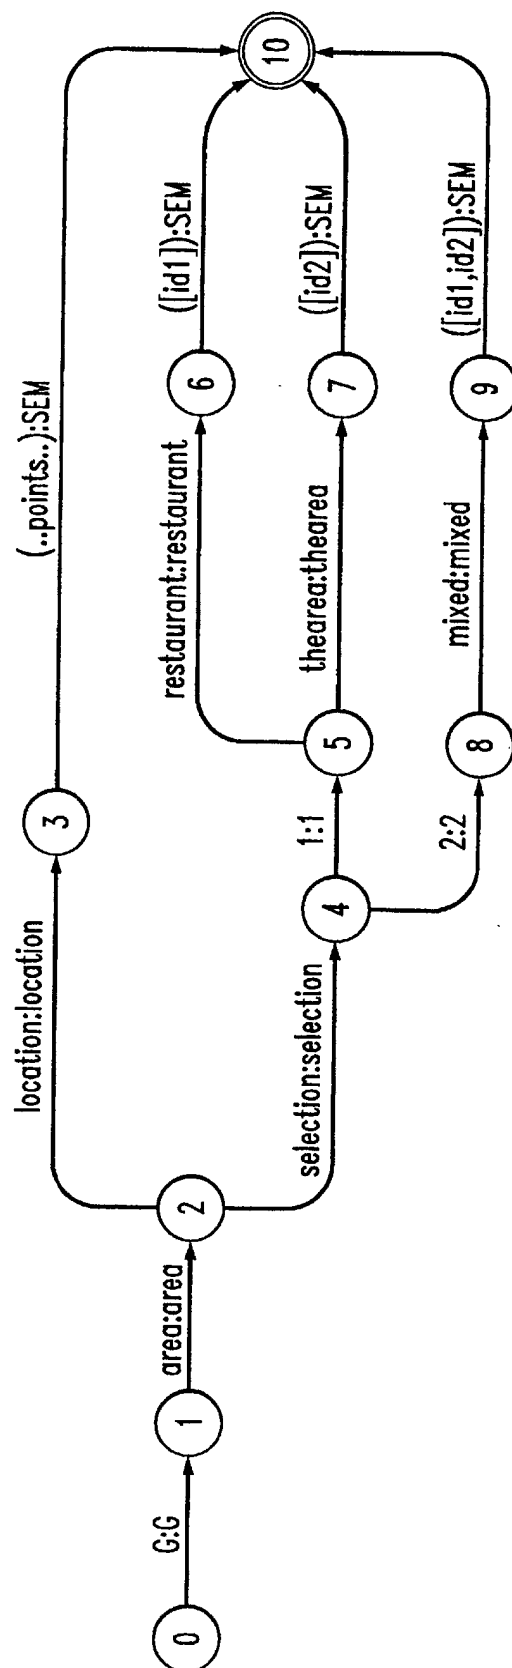 0
G:G
1
area:area
2
location:location
3
(..points..):SEM
selection:selection
4
1:1
5
restaurant:restaurant
6
([id1]):SEM
thearea:thearea
7
([id2]):SEM
2:2
8
mixed:mixed
9
([id1,id2]):SEM
10